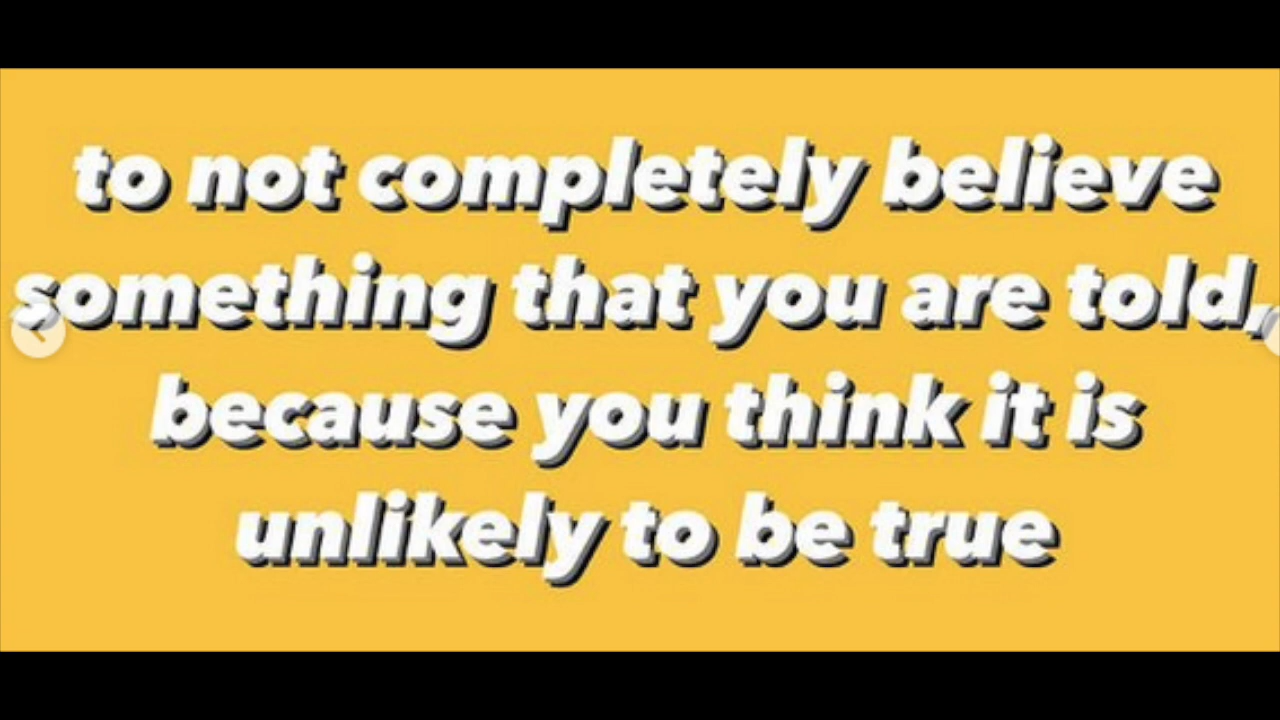 to not completely believe
something that you are told,
because you think it is
unlikely to be true